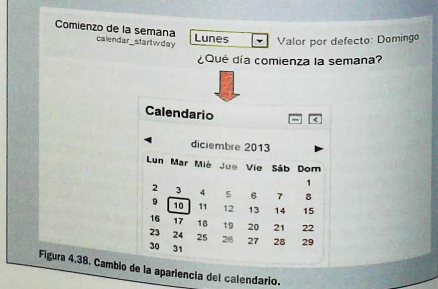 Comienzo de la semana
calendar_startwday
Lunes
Valor por defecto: Domingo
¿Qué día comienza la semana?
Calendario
diciembre 2013
Lun Mar Mié Jue Vie Sáb Dom
1
2 3 4 5 6 7 8
9 10 11 12 13 14 15
16 17 18 19 20 21 22
23 24 25 26 27 28 29
30 31
Figura 4.38. Cambio de la apariencia del calendario.